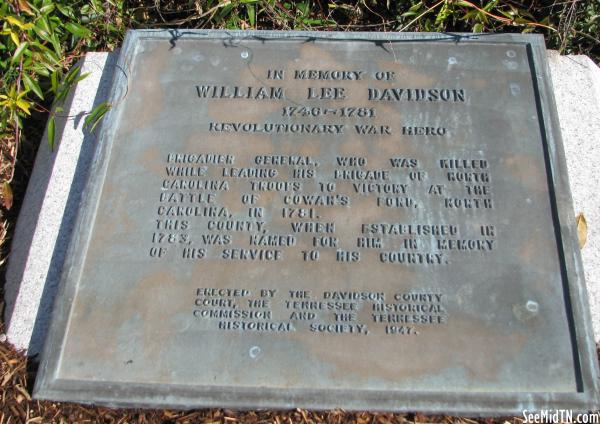 IN MEMORY OF
WILLIAM LEE DAVIDSON
1746–1781
REVOLUTIONARY WAR HERO
BRIGADIER GENERAL, WHO WAS KILLED
WHILE LEADING HIS BRIGADE OF NORTH
CAROLINA TROOPS TO VICTORY AT THE
BATTLE OF COWAN'S FORD, NORTH
CAROLINA, IN 1781.
THIS COUNTY, WHEN ESTABLISHED IN
1783, WAS NAMED FOR HIM IN MEMORY
OF HIS SERVICE TO HIS COUNTRY.
ERECTED BY THE DAVIDSON COUNTY
COURT, THE TENNESSEE HISTORICAL
COMMISSION AND THE TENNESSEE
HISTORICAL SOCIETY, 1947.
SeeMidTN.com